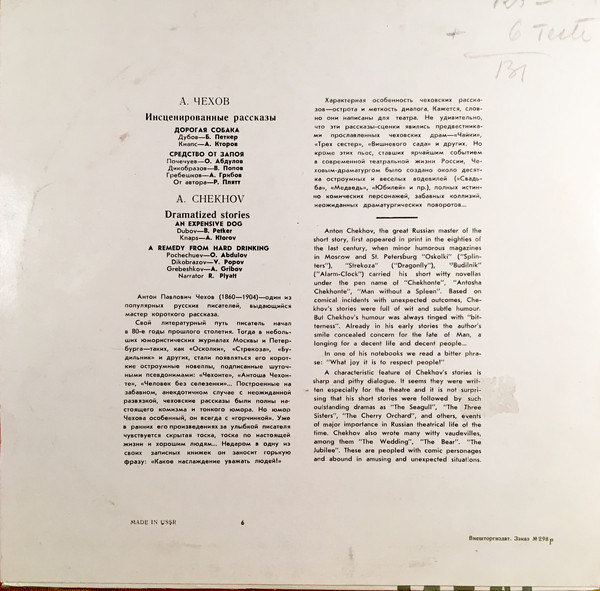 + 6 Teile
131
А. ЧЕХОВ
Инсценированные рассказы
ДОРОГАЯ СОБАКА
Дубов—Б. Петкер
Кнапс—А. Кторов
СРЕДСТВО ОТ ЗАПОЯ
Почечуев—О. Абдулов
Дикобразов—В. Попов
Гребешков—А. Грибов
От автора—Р. Плятт
A. CHEKHOV
Dramatized stories
AN EXPENSIVE DOG
Dubov—B. Petker
Knaps—A. Ktorov
A REMEDY FROM HARD DRINKING
Pochechuev—O. Abdulov
Dikobrazov—V. Popov
Grebeshkov—A. Gribov
Narrator R. Plyatt
Антон Павлович Чехов (1860—1904)—один из
популярных русских писателей, выдающийся
мастер короткого рассказа.
Свой литературный путь писатель начал
в 80-е годы прошлого столетия. Тогда в неболь-
ших юмористических журналах Москвы и Петер-
бурга—таких, как «Осколки», «Стрекоза», «Бу-
дильник» и других, стали появляться его корот-
кие остроумные новеллы, подписанные шуточ-
ными псевдонимами: «Чехонте», «Антоша Чехон-
те», «Человек без селезенки»... Построенные на
забавном, анекдотичном случае с неожиданной
развязкой, чеховские рассказы были полны на-
стоящего комизма и тонкого юмора. Но юмор
Чехова особенный, он всегда с «горчинкой». Уже
в ранних его произведениях за улыбкой писателя
чувствуется скрытая тоска, тоска по настоящей
жизни и хорошим людям... Недаром в одну из
своих записных книжек он заносит горькую
фразу: «Какое наслаждение уважать людей!»
Характерная особенность чеховских расска-
зов—острота и меткость диалога. Кажется, слов-
но они написаны для театра. Не удивительно,
что эти рассказы-сценки явились предвестника-
ми прославленных чеховских драм—«Чайки»,
«Трех сестер», «Вишневого сада» и других. Но
кроме этих пьес, ставших ярчайшим событием
в современной театральной жизни России, Че-
ховым-драматургом было создано около десят-
ка остроумных и веселых водевилей («Свадь-
ба», «Медведь», «Юбилей» и пр.), полных истин-
но комических персонажей, забавных коллизий,
неожиданных драматургических поворотов...
Anton Chekhov, the great Russian master of the
short story, first appeared in print in the eighties of
the last century, when minor humorous magazines
in Moscow and St. Petersburg "Oskolki" ("Splin-
ters"), "Strekoza" ("Dragonlly"), "Budilnik"
("Alarm-Clock") carried his short witty novellas
under the pen name of "Chekhonte", "Antosha
Chekhonte", "Man without a Spleen". Based on
comical incidents with unexpected outcomes, Che-
khov's stories were full of wit and subtle humour.
But Chekhov's humour was always tinged with "bit-
terness". Already in his early stories the author's
smile concealed concern for the fate of Man, a
longing for a decent life and decent people...
In one of his notebooks we read a bitter phra-
se: "What joy it is to respect people!"
A characteristic feature of Chekhov's stories is
sharp and pithy dialogue. It seems they were writ-
ten especially for the theatre and it is not surpri-
sing that his short stories were followed by such
outstanding dramas as "The Seagull", "The Three
Sisters", "The Cherry Orchard", and others, events
of major importance in Russian theatrical life of the
time. Chekhov also wrote many witty vaudevilles,
among them "The Wedding", "The Bear". "The
Jubilee". These are peopled with comic personages
and abound in amusing and unexpected situations.
MADE IN USSR
6
Внешторгиздат. Заказ № 298р